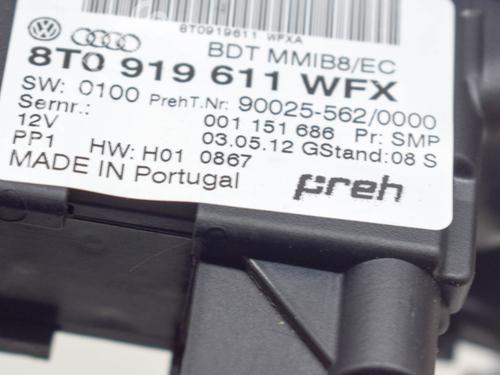 8T0919611 WFXA
BDT MMIB8/EC
8T0 919 611 WFX
SW: 0100 PrehT.Nr: 90025-562/0000
Sernr.: 001 151 686 Pr: SMP
12V 03.05.12 GStand:08 S
PP1 HW: H01 0867
MADE IN Portugal preh